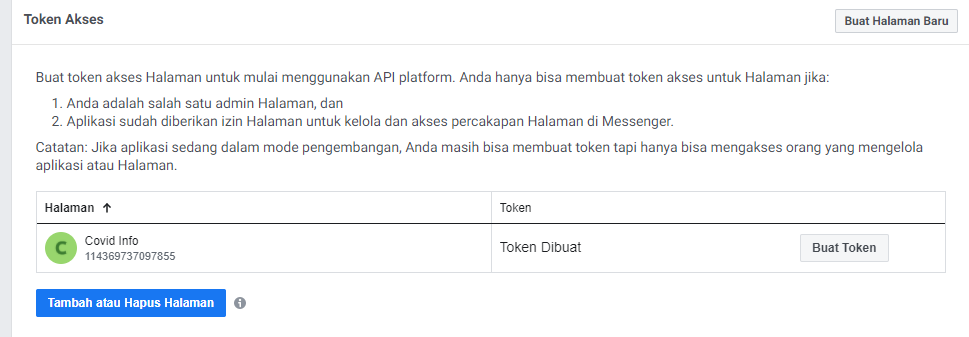 Token Akses
Buat Halaman Baru
Buat token akses Halaman untuk mulai menggunakan API platform. Anda hanya bisa membuat token akses untuk Halaman jika:
1. Anda adalah salah satu admin Halaman, dan
2. Aplikasi sudah diberikan izin Halaman untuk kelola dan akses percakapan Halaman di Messenger.
Catatan: Jika aplikasi sedang dalam mode pengembangan, Anda masih bisa membuat token tapi hanya bisa mengakses orang yang mengelola
aplikasi atau Halaman.
Halaman ↑
Token
C
Covid Info
114369737097855
Token Dibuat
Buat Token
Tambah atau Hapus Halaman